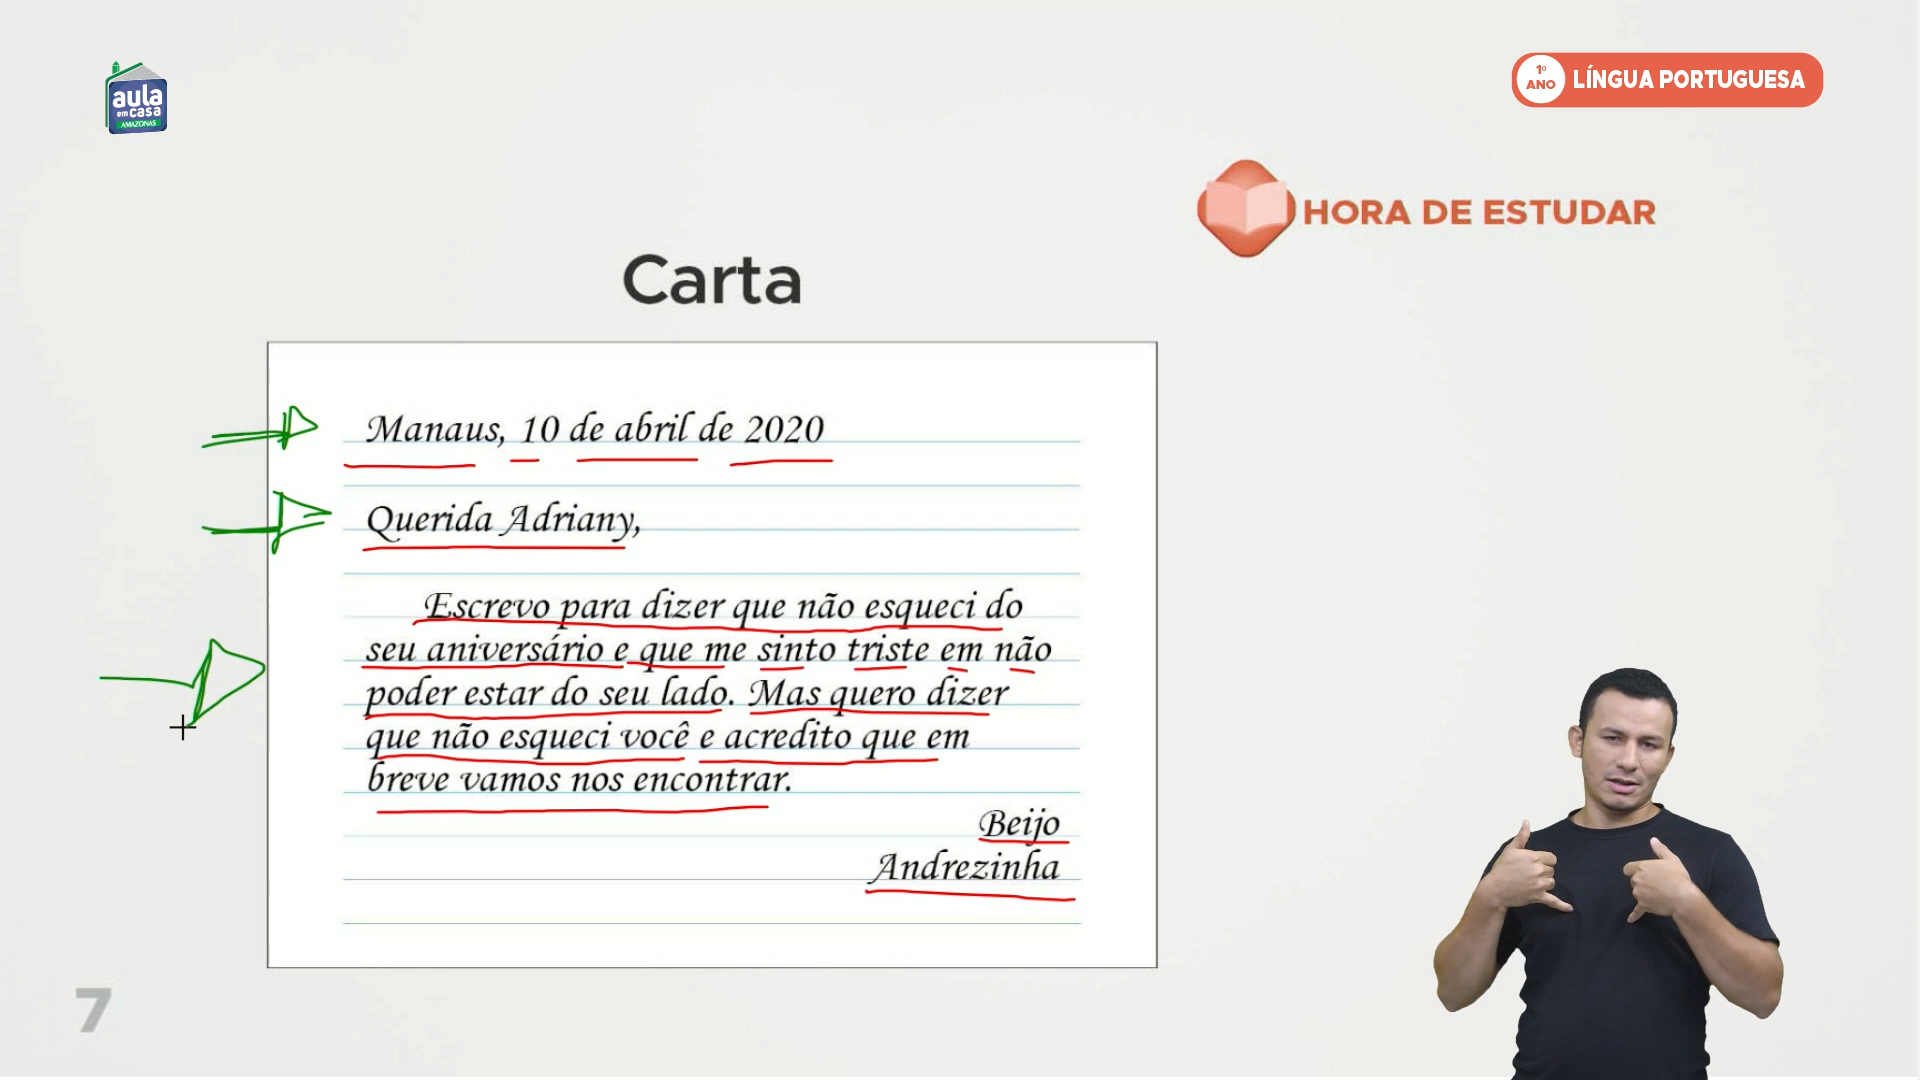 aula
em casa
AMAZONAS
1º
ANO
LÍNGUA PORTUGUESA
HORA DE ESTUDAR
Carta
Manaus, 10 de abril de 2020
Querida Adriany,
Escrevo para dizer que não esqueci do
seu aniversário e que me sinto triste em não
poder estar do seu lado. Mas quero dizer
que não esqueci você e acredito que em
breve vamos nos encontrar.
Beijo
Andrezinha
7